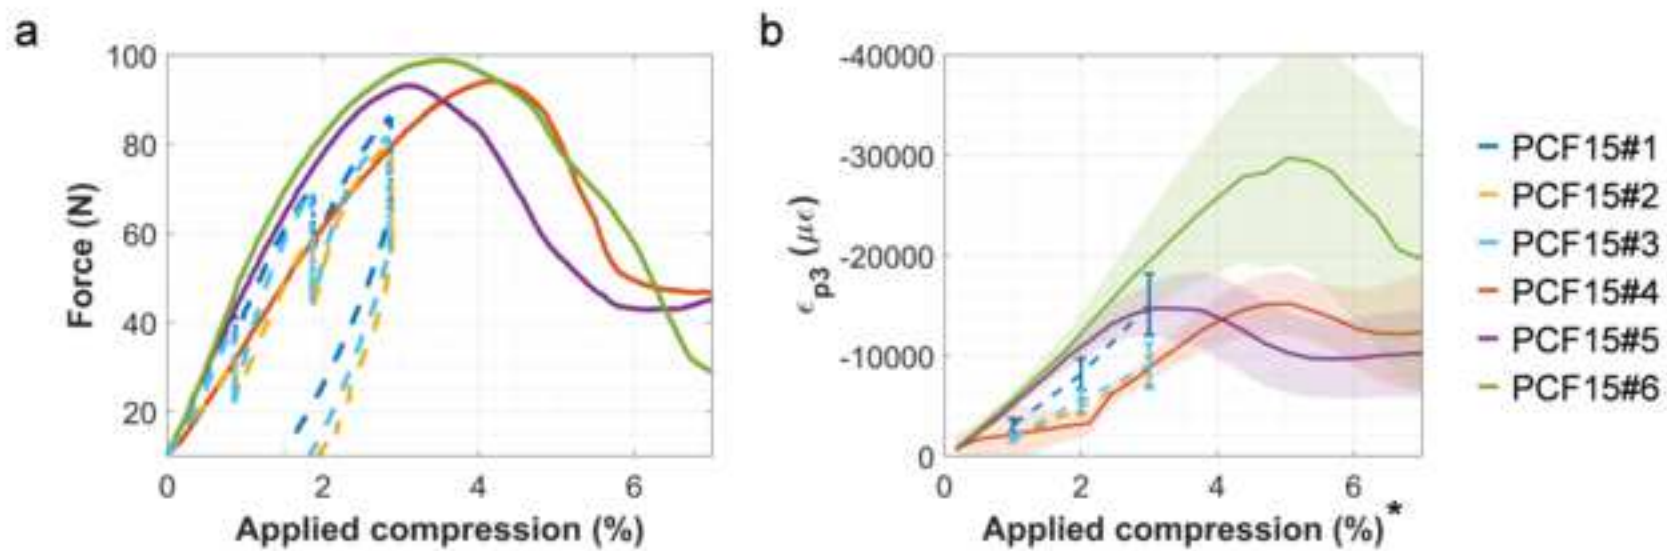 a
100
80
60
40
20
Force (N)
0 2 4 6
Applied compression (%)
b
-40000
-30000
-20000
-10000
0
ϵp3 (μϵ)
0 2 4 6
Applied compression (%)*
PCF15#1
PCF15#2
PCF15#3
PCF15#4
PCF15#5
PCF15#6